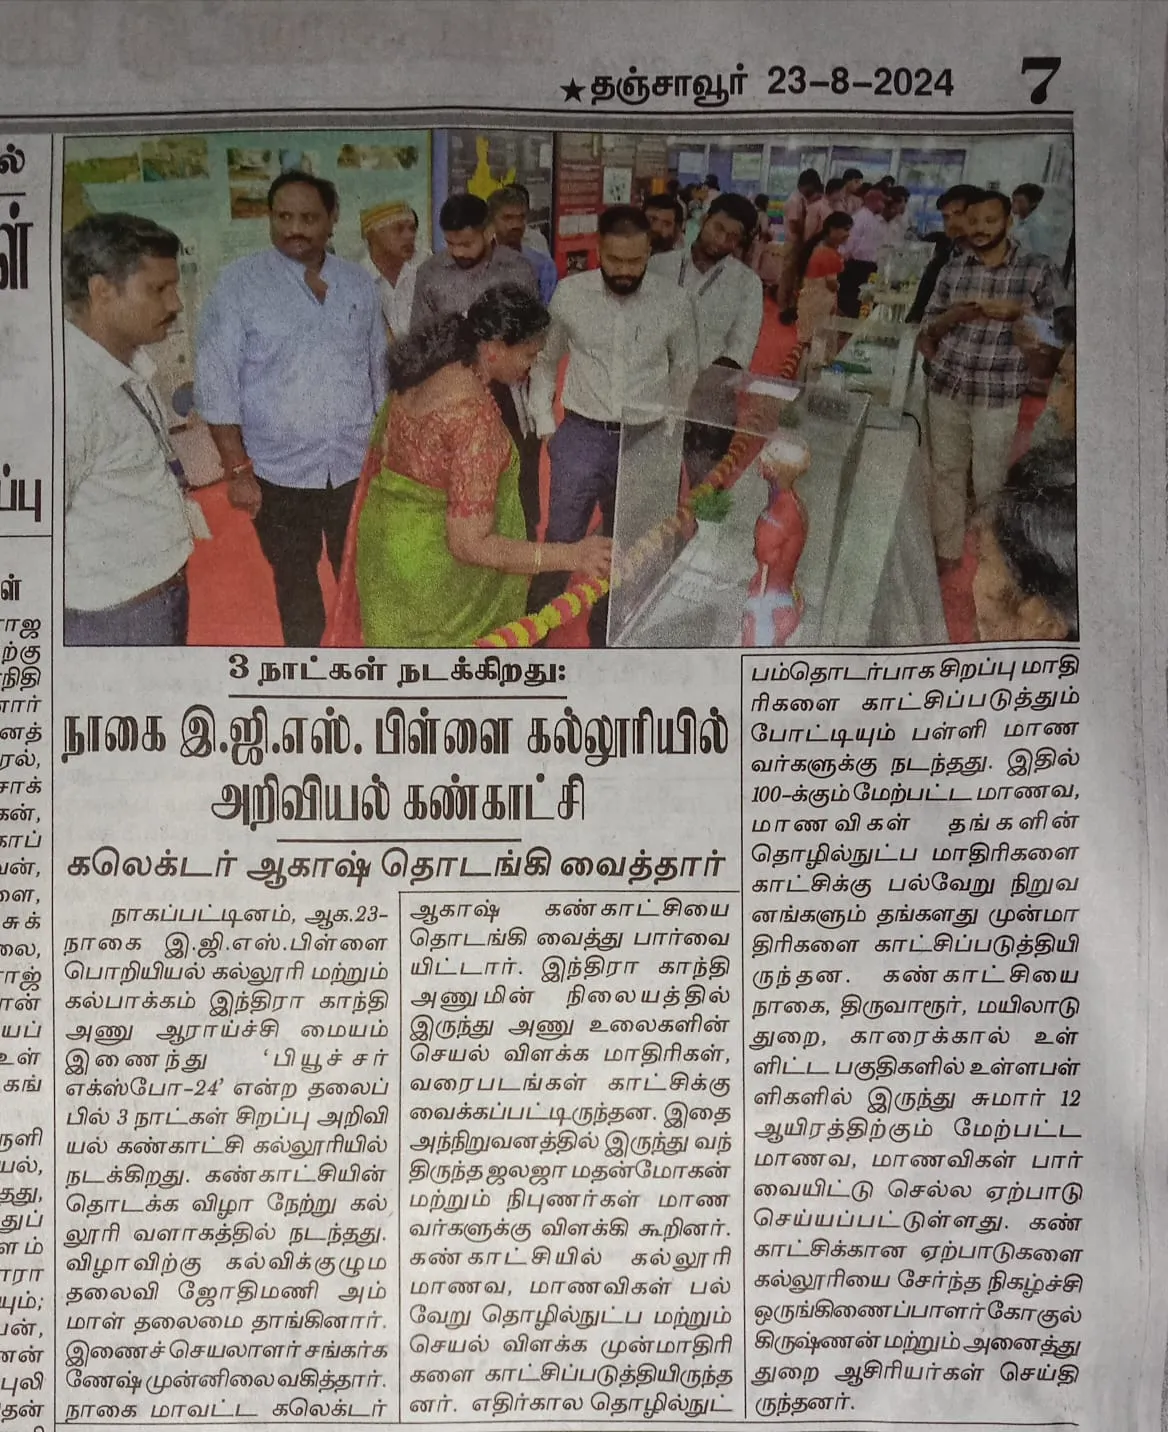 ★தஞ்சாவூர் 23-8-2024 7
3 நாட்கள் நடக்கிறது:
நாகை இ.ஜி.எஸ். பிள்ளை கல்லூரியில்
அறிவியல் கண்காட்சி
கலெக்டர் ஆகாஷ் தொடங்கி வைத்தார்
நாகப்பட்டினம், ஆக.23-
நாகை இ.ஜி.எஸ்.பிள்ளை
பொறியியல் கல்லூரி மற்றும்
கல்பாக்கம் இந்திரா காந்தி
அணு ஆராய்ச்சி மையம்
இணைந்து 'பியூச்சர்
எக்ஸ்போ-24' என்ற தலைப்
பில் 3 நாட்கள் சிறப்பு அறிவி
யல் கண்காட்சி கல்லூரியில்
நடக்கிறது. கண்காட்சியின்
தொடக்க விழா நேற்று கல்
லூரி வளாகத்தில் நடந்தது.
விழாவிற்கு கல்விக்குழும
தலைவி ஜோதிமணி அம்
மாள் தலைமை தாங்கினார்.
இணைச் செயலாளர் சங்கர்க
ணேஷ் முன்னிலை வகித்தார்.
நாகை மாவட்ட கலெக்டர்
ஆகாஷ் கண்காட்சியை
தொடங்கி வைத்து பார்வை
யிட்டார். இந்திரா காந்தி
அணுமின் நிலையத்தில்
இருந்து அணு உலைகளின்
செயல் விளக்க மாதிரிகள்,
வரைபடங்கள் காட்சிக்கு
வைக்கப்பட்டிருந்தன. இதை
அந்நிறுவனத்தில் இருந்து வந்
திருந்த ஜலஜா மதன்மோகன்
மற்றும் நிபுணர்கள் மாண
வர்களுக்கு விளக்கி கூறினர்.
கண்காட்சியில் கல்லூரி
மாணவ, மாணவிகள் பல்
வேறு தொழில்நுட்ப மற்றும்
செயல் விளக்க முன்மாதிரி
களை காட்சிப்படுத்தியிருந்த
னர். எதிர்கால தொழில்நுட்
பம்தொடர்பாக சிறப்பு மாதி
ரிகளை காட்சிப்படுத்தும்
போட்டியும் பள்ளி மாண
வர்களுக்கு நடந்தது. இதில்
100-க்கும் மேற்பட்ட மாணவ,
மாணவிகள் தங்களின்
தொழில்நுட்ப மாதிரிகளை
காட்சிக்கு பல்வேறு நிறுவ
னங்களும் தங்களது முன்மா
திரிகளை காட்சிப்படுத்தியி
ருந்தன. கண்காட்சியை
நாகை, திருவாரூர், மயிலாடு
துறை, காரைக்கால் உள்
ளிட்ட பகுதிகளில் உள்ளபள்
ளிகளில் இருந்து சுமார் 12
ஆயிரத்திற்கும் மேற்பட்ட
மாணவ, மாணவிகள் பார்
வையிட்டு செல்ல ஏற்பாடு
செய்யப்பட்டுள்ளது. கண்
காட்சிக்கான ஏற்பாடுகளை
கல்லூரியை சேர்ந்த நிகழ்ச்சி
ஒருங்கிணைப்பாளர்கோகுல்
கிருஷ்ணன் மற்றும் அனைத்து
துறை ஆசிரியர்கள் செய்தி
ருந்தனர்.